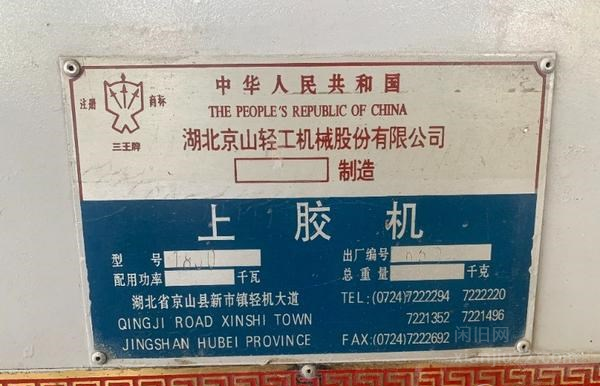 中华人民共和国
注册 商标
THE PEOPLE'S REPUBLIC OF CHINA
三王牌
湖北京山轻工机械股份有限公司
制造
上胶机
型号 1800 出厂编号
配用功率 千瓦 总重量 千克
湖北省京山县新市镇轻机大道 TEL:(0724)7222294 7222220
QINGJI ROAD XINSHI TOWN 7221352 7221496
JINGSHAN HUBEI PROVINCE FAX:(0724)7222692
闲旧网